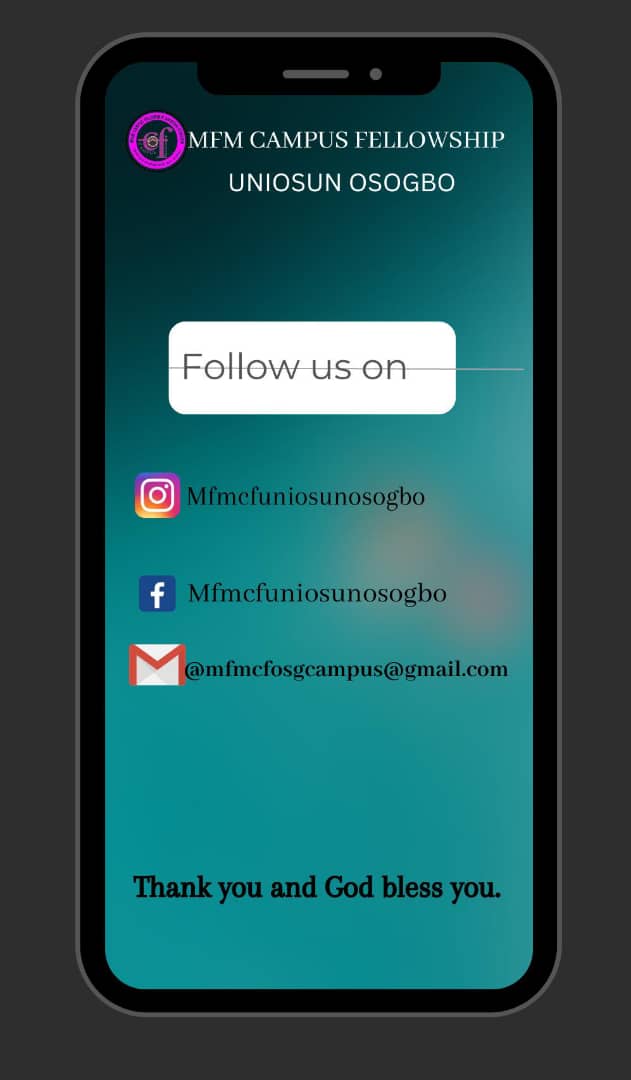 cf
MFM CAMPUS FELLOWSHIP
UNIOSUN OSOGBO
Follow us on
Mfmcfuniosunosogbo
Mfmcfuniosunosogbo
@mfmcfosgcampus@gmail.com
Thank you and God bless you.